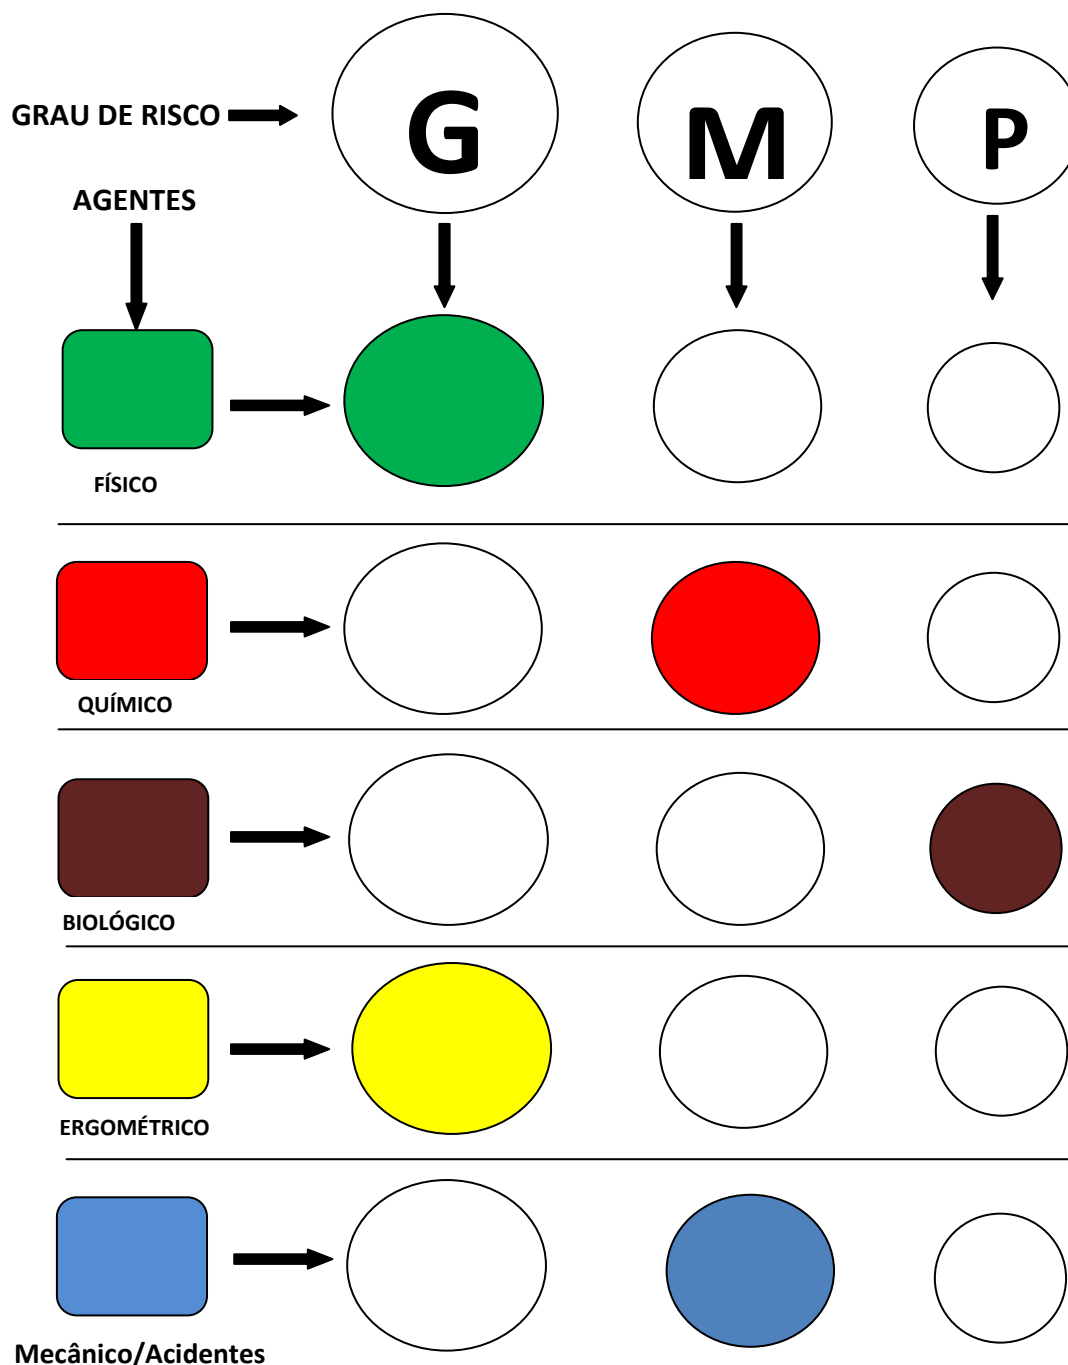 GRAU DE RISCO
G
M
P
AGENTES
FÍSICO
QUÍMICO
BIOLÓGICO
ERGOMÉTRICO
Mecânico/Acidentes